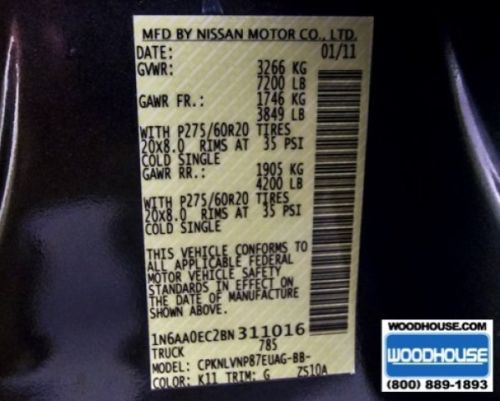 MFD BY NISSAN MOTOR CO., LTD.
DATE: 01/11
GVWR: 3266 KG
7200 LB
GAWR FR.: 1746 KG
3849 LB
WITH P275/60R20 TIRES
20x8.0 RIMS AT 35 PSI
COLD SINGLE
GAWR RR.: 1905 KG
4200 LB
WITH P275/60R20 TIRES
20x8.0 RIMS AT 35 PSI
COLD SINGLE
THIS VEHICLE CONFORMS TO
ALL APPLICABLE FEDERAL
MOTOR VEHICLE SAFETY
STANDARDS IN EFFECT ON
THE DATE OF MANUFACTURE
SHOWN ABOVE.
1N6AA0EC2BN311016
TRUCK 785
MODEL: CPKNLVNP87EUAG-BB-
COLOR: K11 TRIM: G Z510A
WOODHOUSE.COM
WOODHOUSE
(800) 889-1893